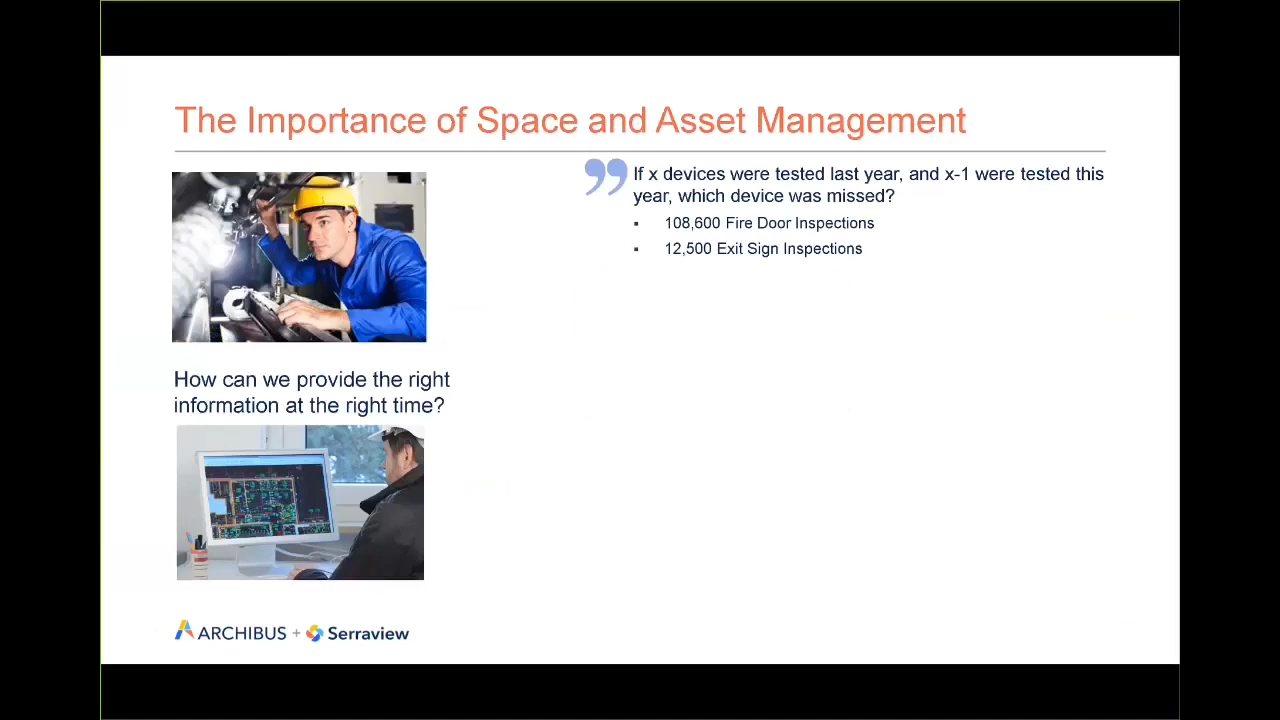 The Importance of Space and Asset Management
If x devices were tested last year, and x-1 were tested this
year, which device was missed?
▪ 108,600 Fire Door Inspections
▪ 12,500 Exit Sign Inspections
How can we provide the right
information at the right time?
ARCHIBUS + Serraview